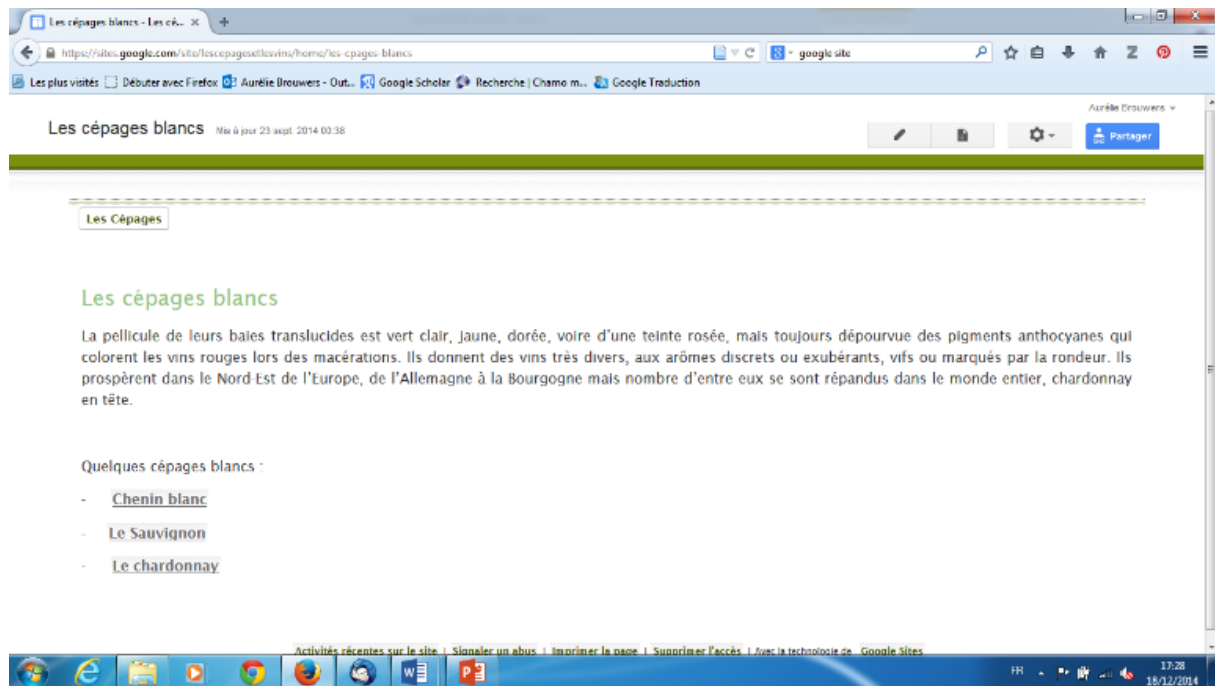 Les cépages blancs - Les cé...
https://sites.google.com/site/lescepagesetlesvins/home/les-cpages-blancs
google site
Les plus visités Débuter avec Firefox Aurélie Brouwers - Out... Google Scholar Recherche | Chamo m... Google Traduction
Aurélie Brouwers
Les cépages blancs Mis à jour 23 sept. 2014 00:38
Partager
Les Cépages
Les cépages blancs
La pellicule de leurs baies translucides est vert clair, jaune, dorée, voire d'une teinte rosée, mais toujours dépourvue des pigments anthocyanes qui
colorent les vins rouges lors des macérations. Ils donnent des vins très divers, aux arômes discrets ou exubérants, vifs ou marqués par la rondeur. Ils
prospèrent dans le Nord-Est de l'Europe, de l'Allemagne à la Bourgogne mais nombre d'entre eux se sont répandus dans le monde entier, chardonnay
en tête.
Quelques cépages blancs :
- Chenin blanc
- Le Sauvignon
- Le chardonnay
Activités récentes sur le site | Signaler un abus | Imprimer la page | Supprimer l'accès | Avec la technologie de Google Sites
FR
17:28
18/12/2014